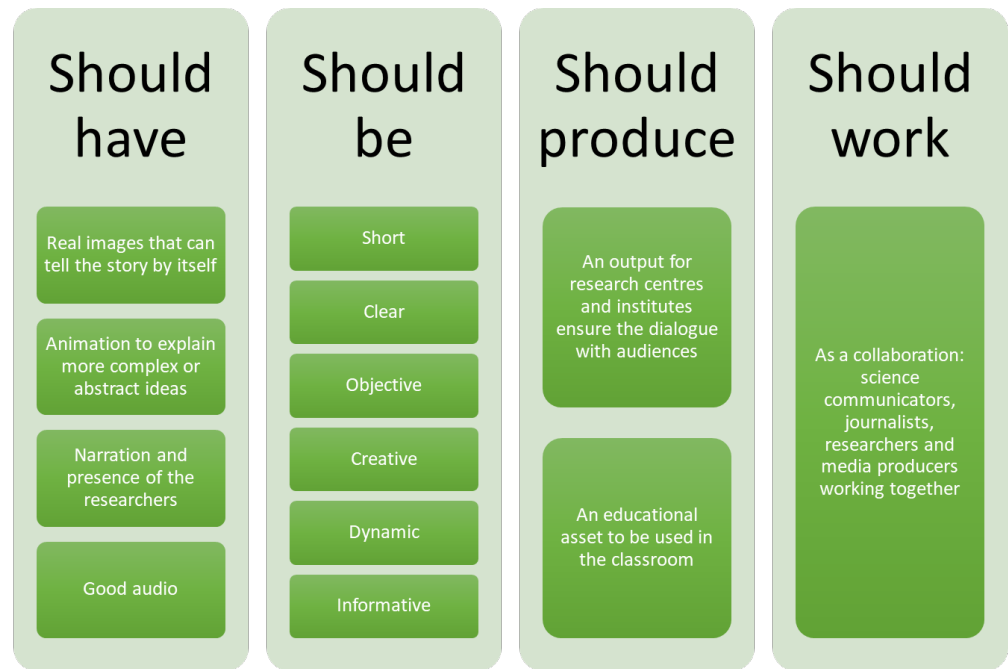 Should
have
Real images that can
tell the story by itself
Animation to explain
more complex or
abstract ideas
Narration and
presence of the
researchers
Good audio
Should
be
Short
Clear
Objective
Creative
Dynamic
Informative
Should
produce
An output for
research centres
and institutes
ensure the dialogue
with audiences
An educational
asset to be used in
the classroom
Should
work
As a collaboration:
science
communicators,
journalists,
researchers and
media producers
working together